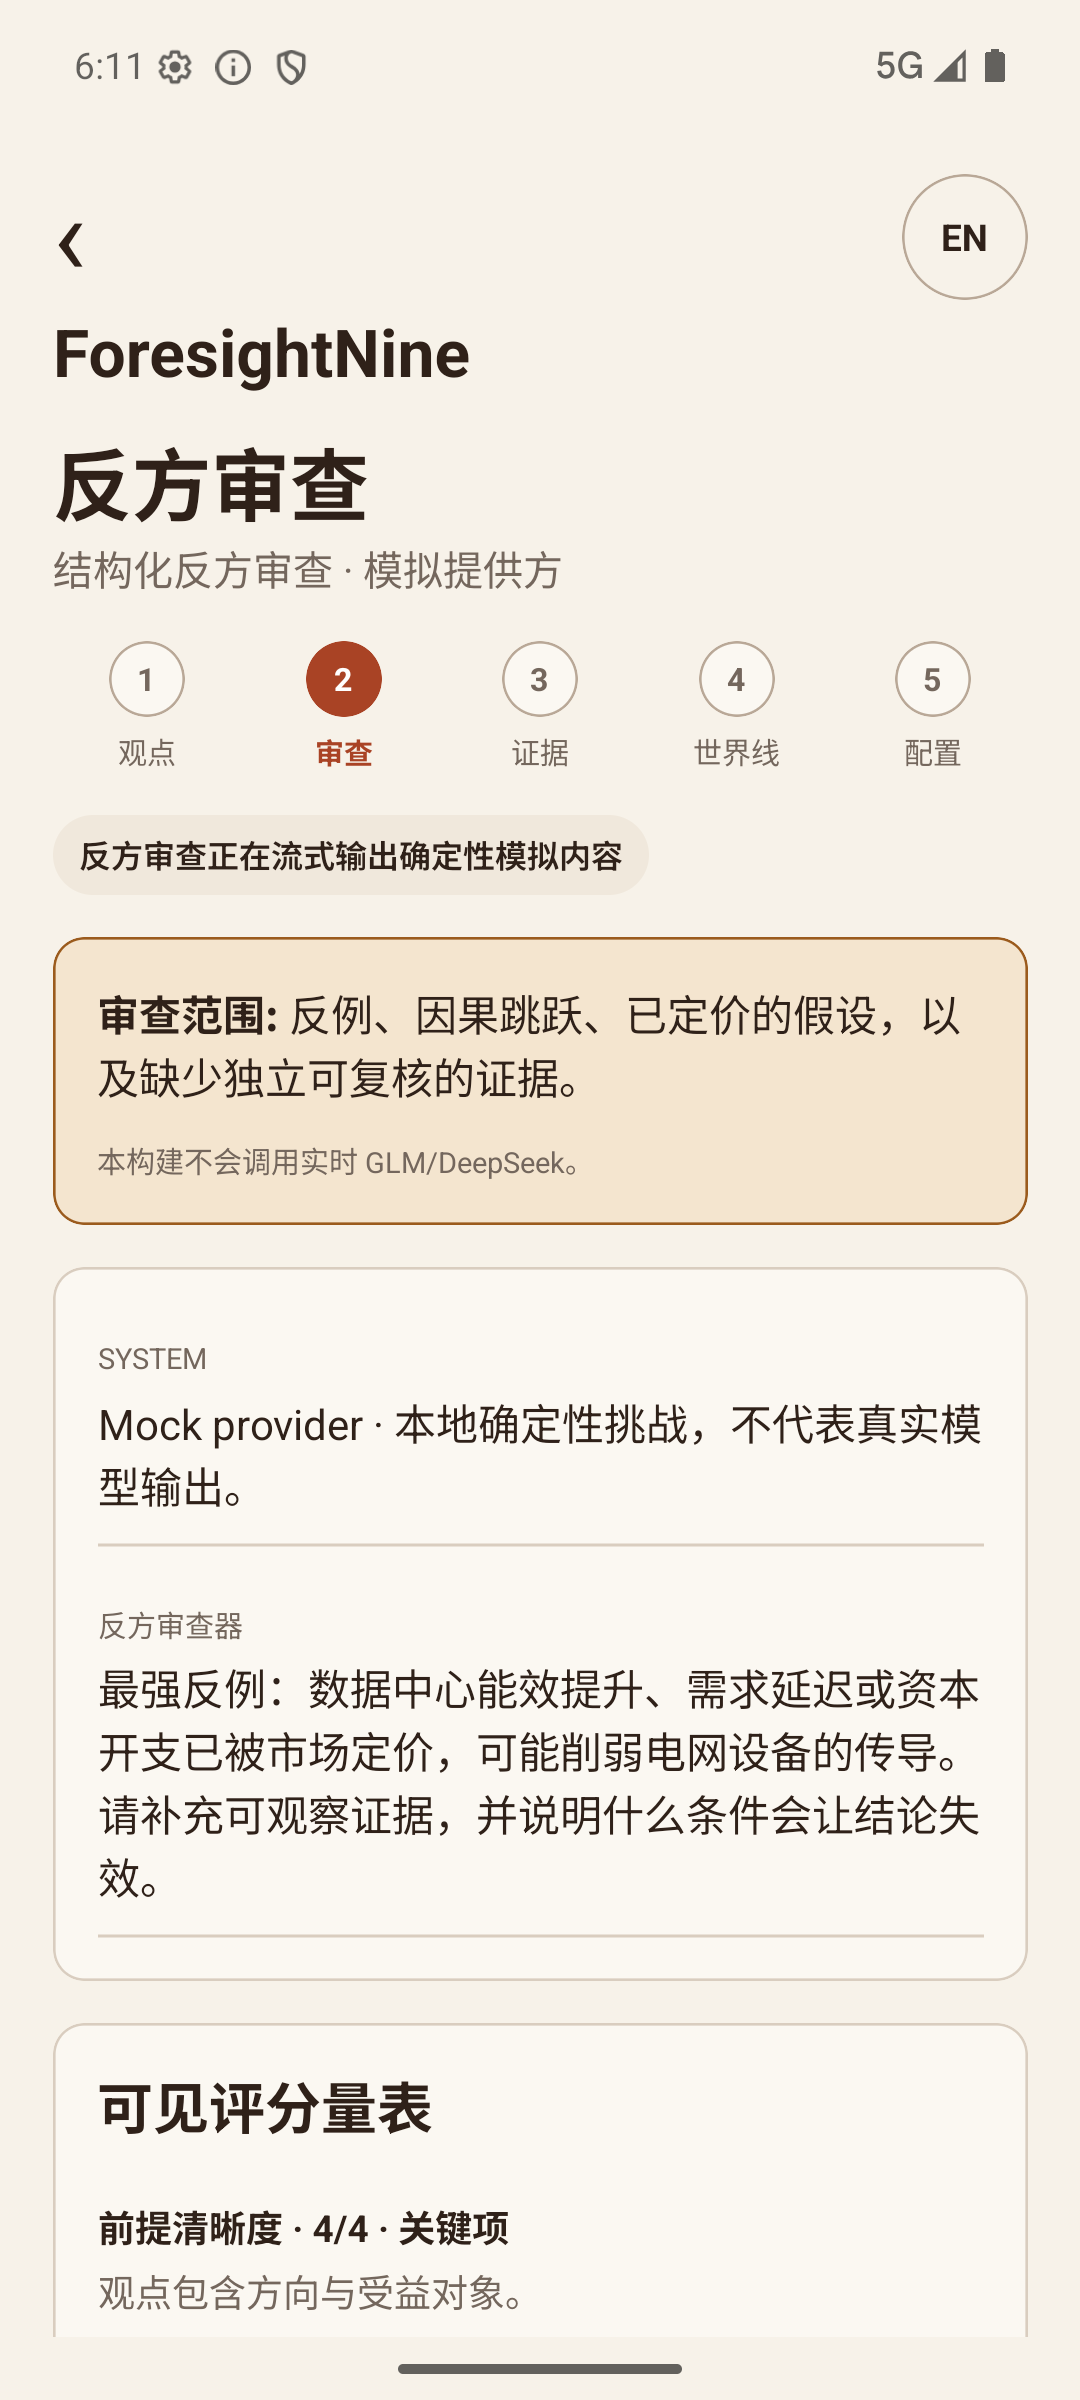 6:11
5G
EN
ForesightNine
反方审查
结构化反方审查 · 模拟提供方
1
2
3
4
5
观点
审查
证据
世界线
配置
反方审查正在流式输出确定性模拟内容
审查范围: 反例、因果跳跃、已定价的假设，以
及缺少独立可复核的证据。
本构建不会调用实时 GLM/DeepSeek。
SYSTEM
Mock provider · 本地确定性挑战，不代表真实模
型输出。
反方审查器
最强反例：数据中心能效提升、需求延迟或资本
开支已被市场定价，可能削弱电网设备的传导。
请补充可观察证据，并说明什么条件会让结论失
效。
可见评分量表
前提清晰度 · 4/4 · 关键项
观点包含方向与受益对象。